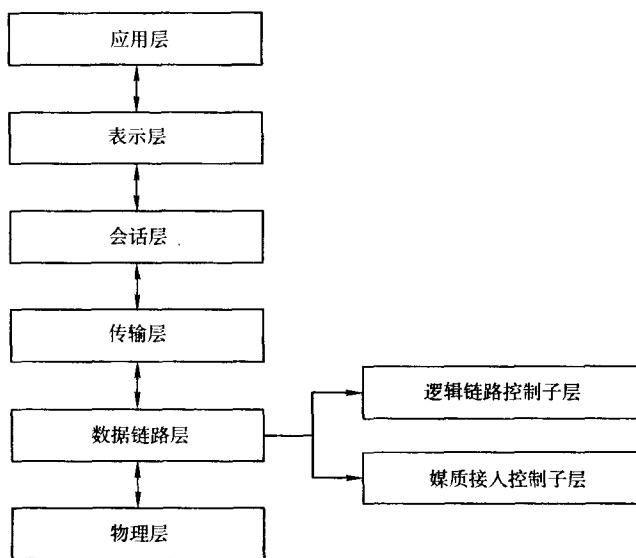 应用层
表示层
会话层
传输层
数据链路层
逻辑链路控制子层
媒质接人控制子层
物理层